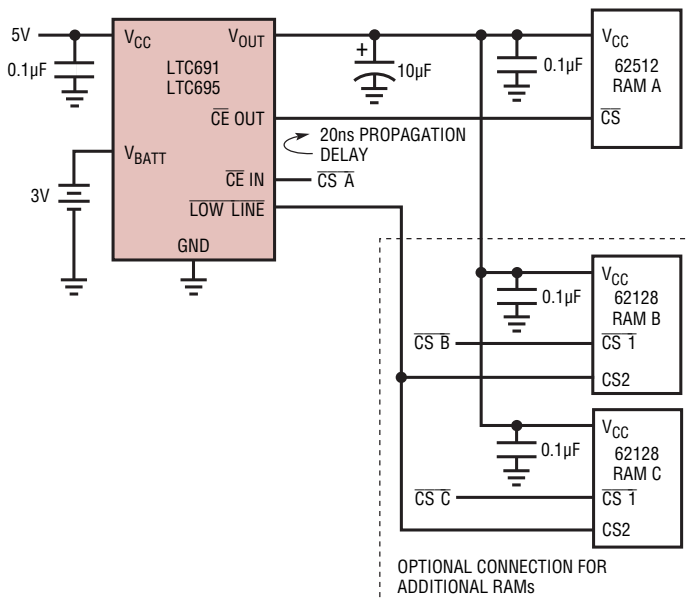 5V
0.1µF
VCC
VOUT
LTC691
LTC695
CE OUT
VBATT
CE IN
LOW LINE
GND
3V
+
10µF
0.1µF
VCC
62512
RAM A
CS
20ns PROPAGATION
DELAY
CS A
VCC
62128
RAM B
0.1µF
CS B
CS 1
CS2
VCC
62128
RAM C
0.1µF
CS C
CS 1
CS2
OPTIONAL CONNECTION FOR
ADDITIONAL RAMs